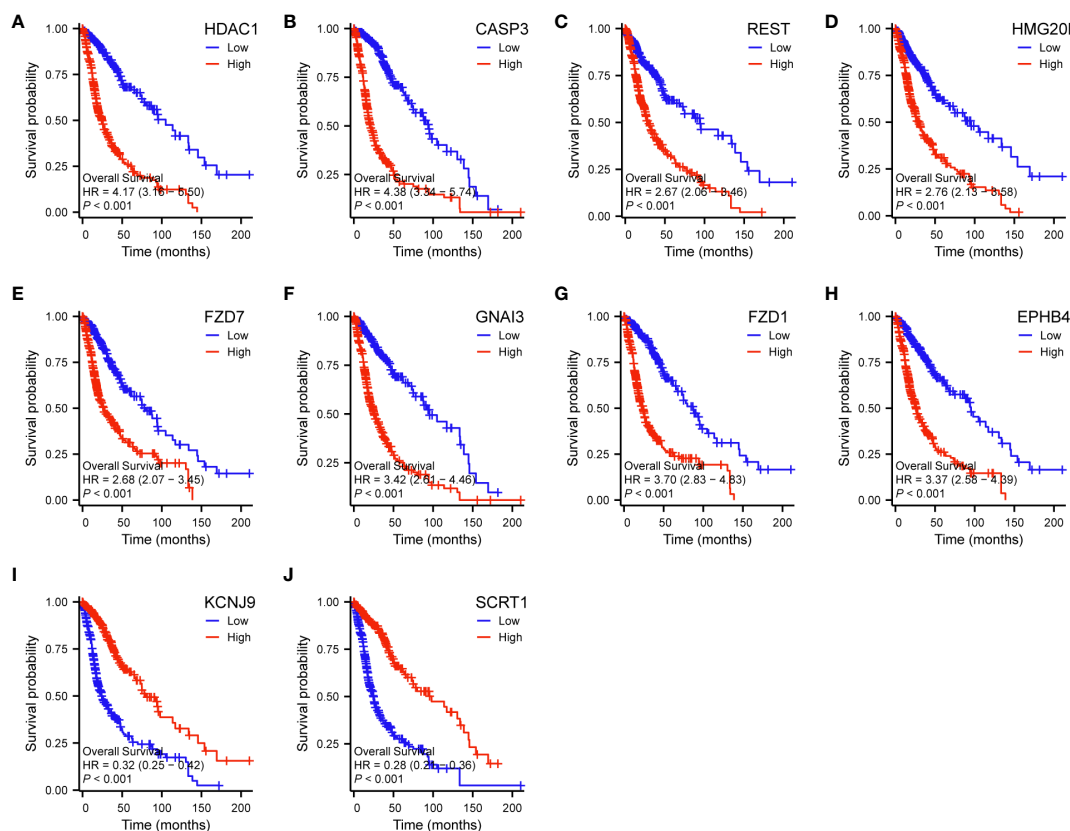 A
HDAC1
Low
High
1.00
0.75
0.50
0.25
0.00
Survival probability
Overall Survival
HR = 4.17 (3.16 − 5.50)
P < 0.001
0 50 100 150 200
Time (months)
B
CASP3
Low
High
1.00
0.75
0.50
0.25
0.00
Survival probability
Overall Survival
HR = 4.38 (3.34 − 5.74)
P < 0.001
0 50 100 150 200
Time (months)
C
REST
Low
High
1.00
0.75
0.50
0.25
0.00
Survival probability
Overall Survival
HR = 2.67 (2.06 − 3.46)
P < 0.001
0 50 100 150 200
Time (months)
D
HMG20
Low
High
1.00
0.75
0.50
0.25
0.00
Survival probability
Overall Survival
HR = 2.76 (2.13 − 3.58)
P < 0.001
0 50 100 150 200
Time (months)
E
FZD7
Low
High
1.00
0.75
0.50
0.25
0.00
Survival probability
Overall Survival
HR = 2.68 (2.07 − 3.45)
P < 0.001
0 50 100 150 200
Time (months)
F
GNAI3
Low
High
1.00
0.75
0.50
0.25
Survival probability
Overall Survival
HR = 3.42 (2.61 − 4.46)
P < 0.001
0 50 100 150 200
Time (months)
G
FZD1
Low
High
1.00
0.75
0.50
0.25
0.00
Survival probability
Overall Survival
HR = 3.70 (2.83 − 4.83)
P < 0.001
0 50 100 150 200
Time (months)
H
EPHB4
Low
High
1.00
0.75
0.50
0.25
0.00
Survival probability
Overall Survival
HR = 3.37 (2.58 − 4.39)
P < 0.001
0 50 100 150 200
Time (months)
I
KCNJ9
Low
High
1.00
0.75
0.50
0.25
0.00
Survival probability
Overall Survival
HR = 0.32 (0.25 − 0.42)
P < 0.001
0 50 100 150 200
Time (months)
J
SCRT1
Low
High
1.00
0.75
0.50
0.25
Survival probability
Overall Survival
HR = 0.28 − 0.36)
P < 0.001
0 50 100 150 200
Time (months)